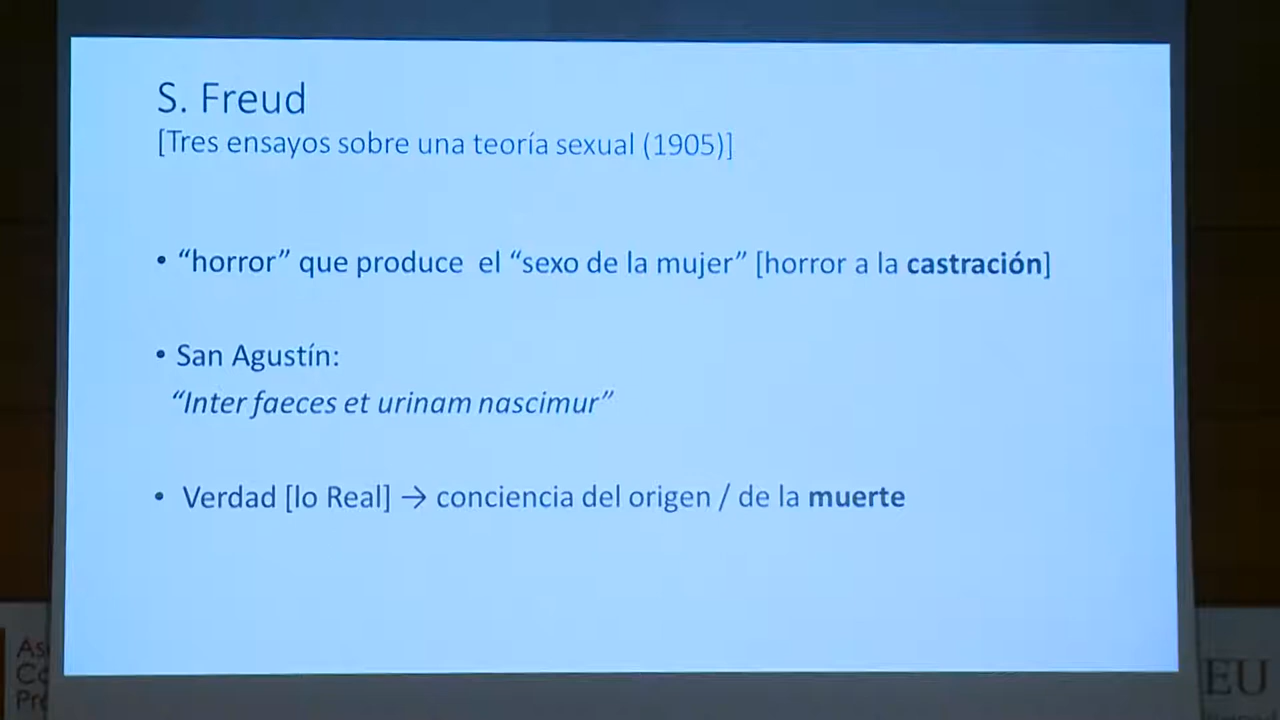 S. Freud
[Tres ensayos sobre una teoría sexual (1905)]
• “horror” que produce el “sexo de la mujer” [horror a la castración]
• San Agustín:
“Inter faeces et urinam nascimur”
• Verdad [lo Real] → conciencia del origen / de la muerte
EU